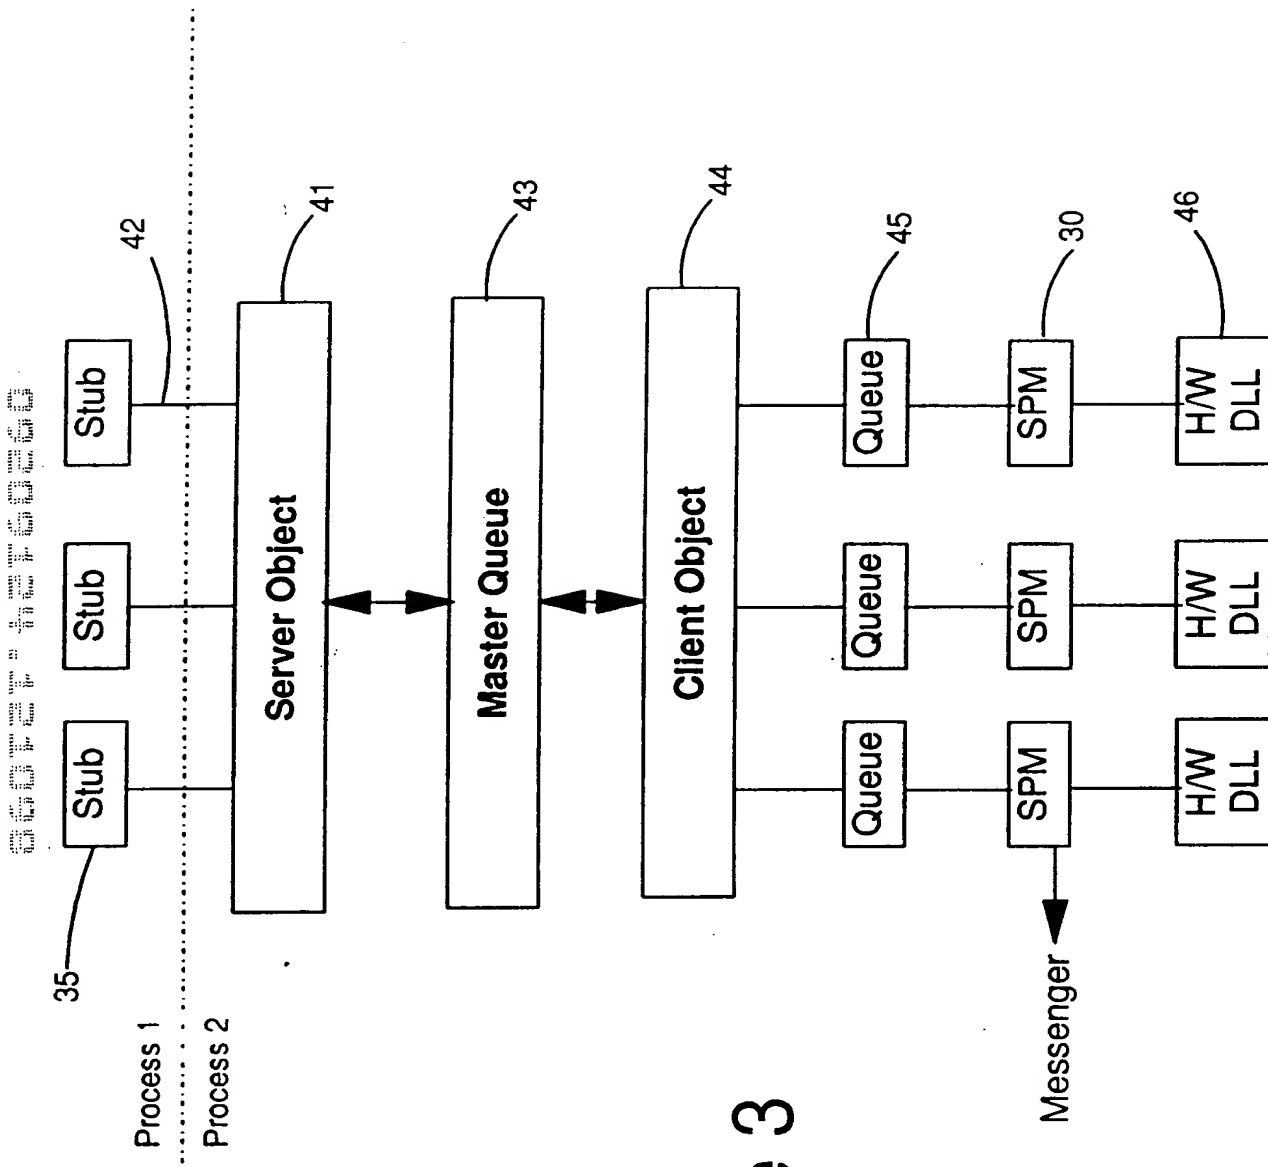 35
Stub
Stub
Stub
42
Process 1
Process 2
Server Object
41
Master Queue
43
Client Object
44
Queue
Queue
Queue
45
Messenger
SPM
SPM
SPM
30
H/W
DLL
H/W
DLL
H/W
DLL
46
e 3